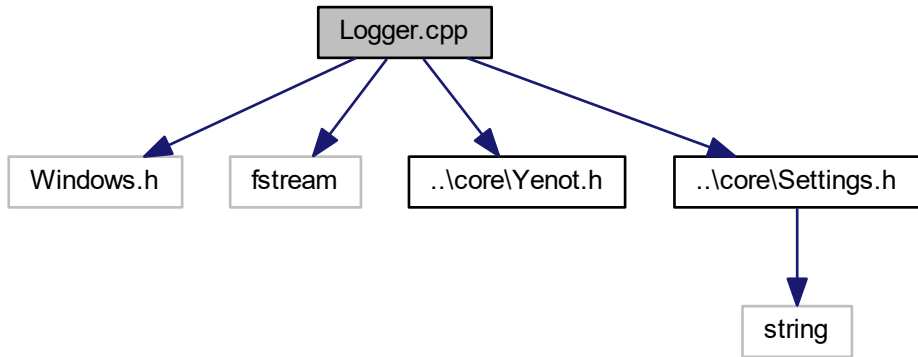 Logger.cpp
Windows.h
fstream
..\core\Yenot.h
..\core\Settings.h
string